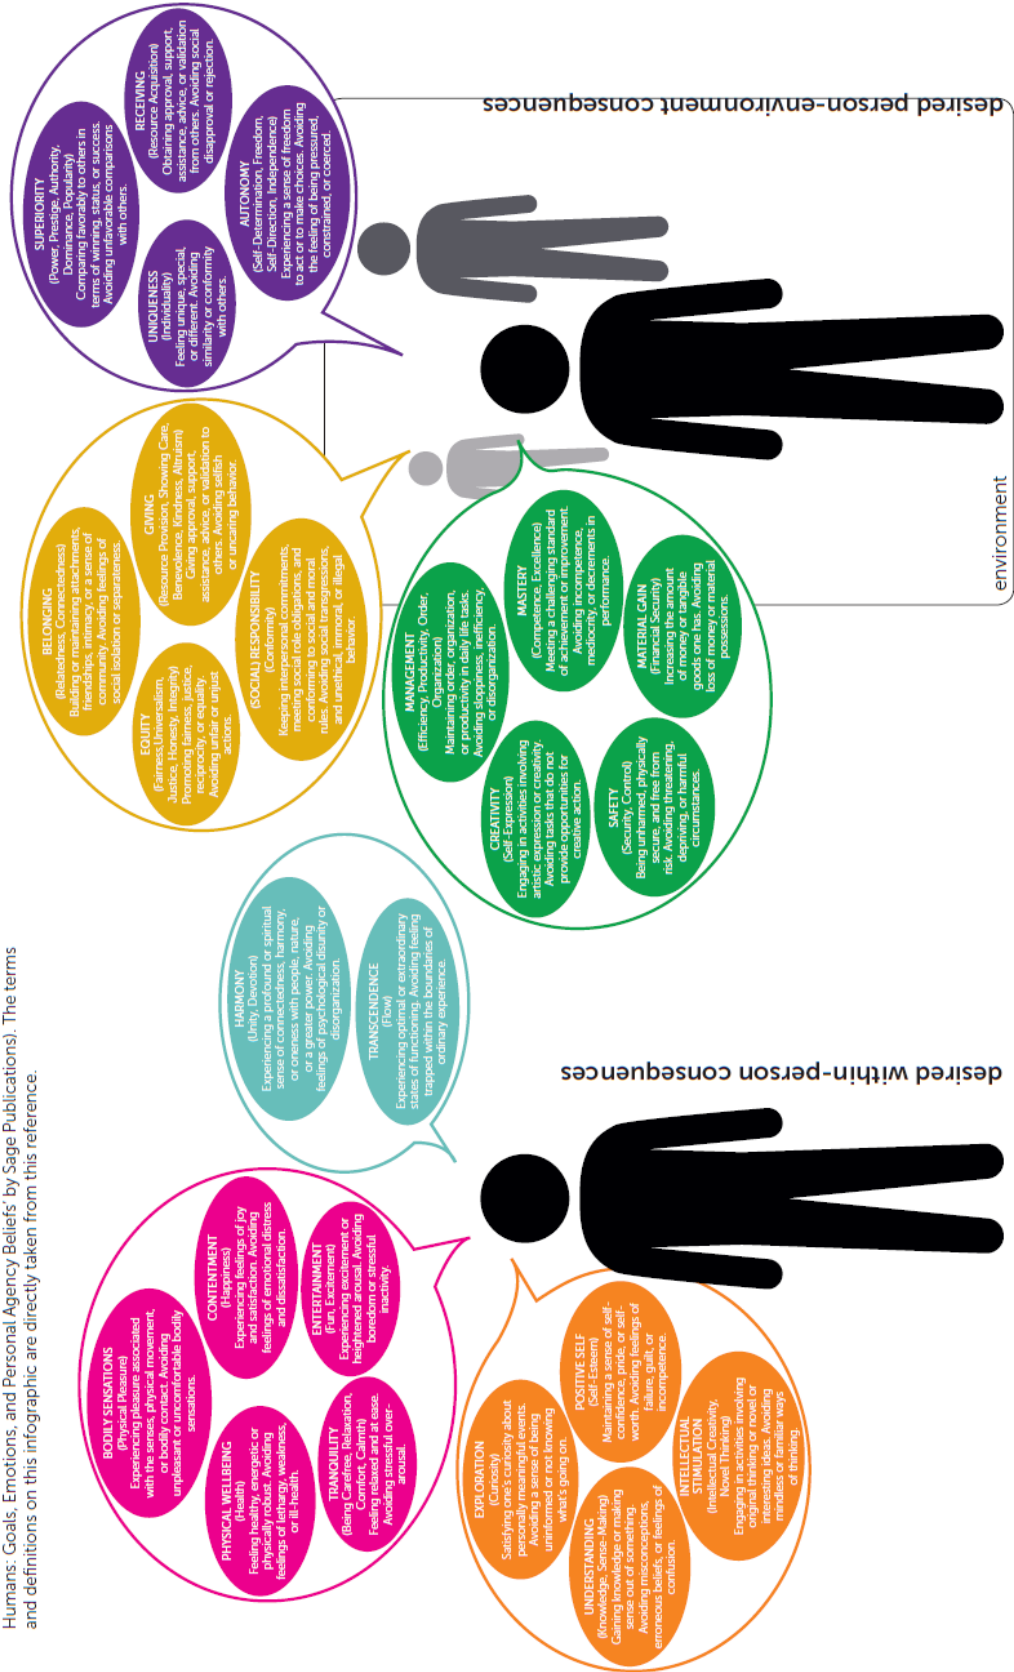 Humans: Goals, Emotions, and Personal Agency Beliefs' by Sage Publications). The terms
and definitions on this infographic are directly taken from this reference.
BODILY SENSATIONS
(Physical Pleasure)
Experiencing pleasure associated
with the senses, physical movement,
or bodily contact. Avoiding
unpleasant or uncomfortable bodily
sensations.
PHYSICAL WELLBEING
(Health)
Feeling healthy, energetic or
physically robust. Avoiding
feelings of lethargy, weakness,
or ill-health.
CONTENTMENT
(Happiness)
Experiencing feelings of joy
and satisfaction. Avoiding
feelings of emotional distress
and dissatisfaction.
TRANQUILITY
(Being Carefree, Relaxation,
Comfort, Calmth)
Feeling relaxed and at ease.
Avoiding stressful over-
arousal.
ENTERTAINMENT
(Fun, Excitement)
Experiencing excitement or
heightened arousal. Avoiding
boredom or stressful
inactivity.
EXPLORATION
(Curiosity)
Satisfying one's curiosity about
personally meaningful events.
Avoiding a sense of being
uninformed or not knowing
what's going on.
UNDERSTANDING
(Knowledge, Sense-Making)
Gaining knowledge or making
sense out of something.
Avoiding misconceptions,
erroneous beliefs, or feelings of
confusion.
POSITIVE SELF
(Self-Esteem)
Maintaining a sense of self-
confidence, pride, or self-
worth. Avoiding feelings of
failure, guilt, or
incompetence.
INTELLECTUAL
STIMULATION
(Intellectual Creativity,
Novel Thinking)
Engaging in activities involving
original thinking or novel or
interesting ideas. Avoiding
mindless or familiar ways
of thinking.
HARMONY
(Unity, Devotion)
Experiencing a profound or spiritual
sense of connectedness, harmony,
or oneness with people, nature,
or a greater power. Avoiding
feelings of psychological disunity or
disorganization.
TRANSCENDENCE
(Flow)
Experiencing optimal or extraordinary
states of functioning. Avoiding feeling
trapped within the boundaries of
ordinary experience.
desired within-person consequences
BELONGING
(Relatedness, Connectedness)
Building or maintaining attachments,
friendships, intimacy, or a sense of
community. Avoiding feelings of
social isolation or separateness.
EQUITY
(Fairness,Universalism,
Justice, Honesty, Integrity)
Promoting fairness, justice,
reciprocity, or equality.
Avoiding unfair or unjust
actions.
GIVING
(Resource Provision, Showing Care,
Benevolence, Kindness, Altruism)
Giving approval, support,
assistance, advice, or validation to
others. Avoiding selfish
or uncaring behavior.
(SOCIAL) RESPONSIBILITY
(Conformity)
Keeping interpersonal commitments,
meeting social role obligations, and
conforming to social and moral
rules. Avoiding social transgressions,
and unethical, immoral, or illegal
behavior.
MANAGEMENT
(Efficiency, Productivity, Order,
Organization)
Maintaining order, organization,
or productivity in daily life tasks.
Avoiding sloppiness, inefficiency,
or disorganization.
CREATIVITY
(Self-Expression)
Engaging in activities involving
artistic expression or creativity.
Avoiding tasks that do not
provide opportunities for
creative action.
MASTERY
(Competence, Excellence)
Meeting a challenging standard
of achievement or improvement.
Avoiding incompetence,
mediocrity, or decrements in
performance.
SAFETY
(Security, Control)
Being unharmed, physically
secure, and free from
risk. Avoiding threatening,
depriving, or harmful
circumstances.
MATERIAL GAIN
(Financial Security)
Increasing the amount
of money or tangible
goods one has. Avoiding
loss of money or material
possessions.
SUPERIORITY
(Power, Prestige, Authority,
Dominance, Popularity)
Comparing favorably to others in
terms of winning, status, or success.
Avoiding unfavorable comparisons
with others.
UNIQUENESS
(Individuality)
Feeling unique, special,
or different. Avoiding
similarity or conformity
with others.
RECEIVING
(Resource Acquisition)
Obtaining approval, support,
assistance, advice, or validation
from others. Avoiding social
disapproval or rejection.
AUTONOMY
(Self-Determination, Freedom,
Self-Direction, Independence)
Experiencing a sense of freedom
to act or to make choices. Avoiding
the feeling of being pressured,
constrained, or coerced.
environment
desired person-environment consequences